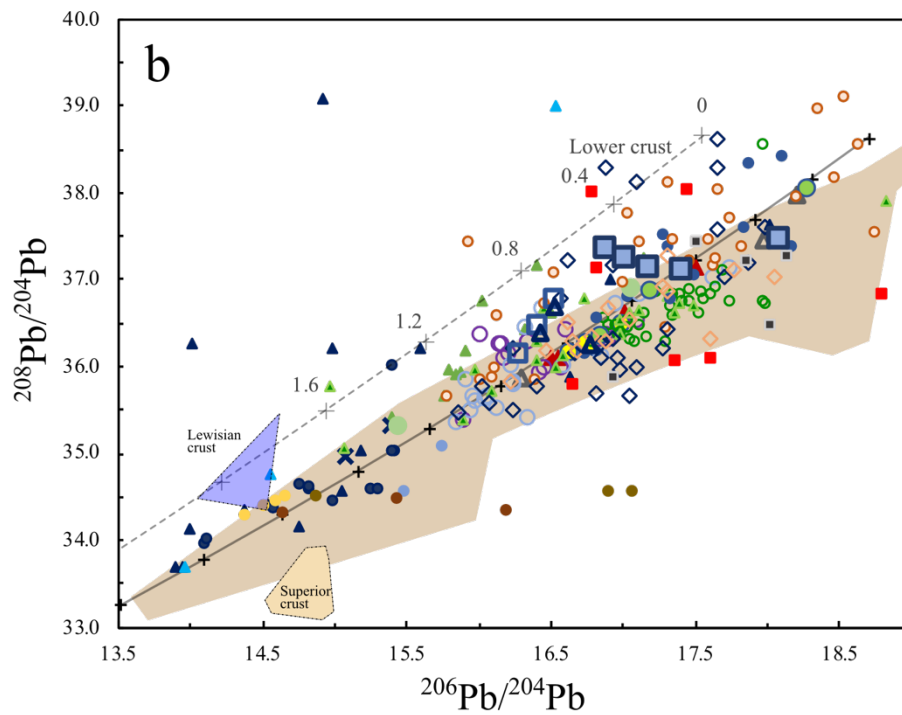 40.0
b
39.0
0
Lower crust
0.4
38.0
0.8
37.0
1.2
36.0
1.6
35.0
Lewisian
crust
34.0
Superior
crust
33.0
13.5 14.5 15.5 16.5 17.5 18.5
²⁰⁸Pb/²⁰⁴Pb
²⁰⁶Pb/²⁰⁴Pb